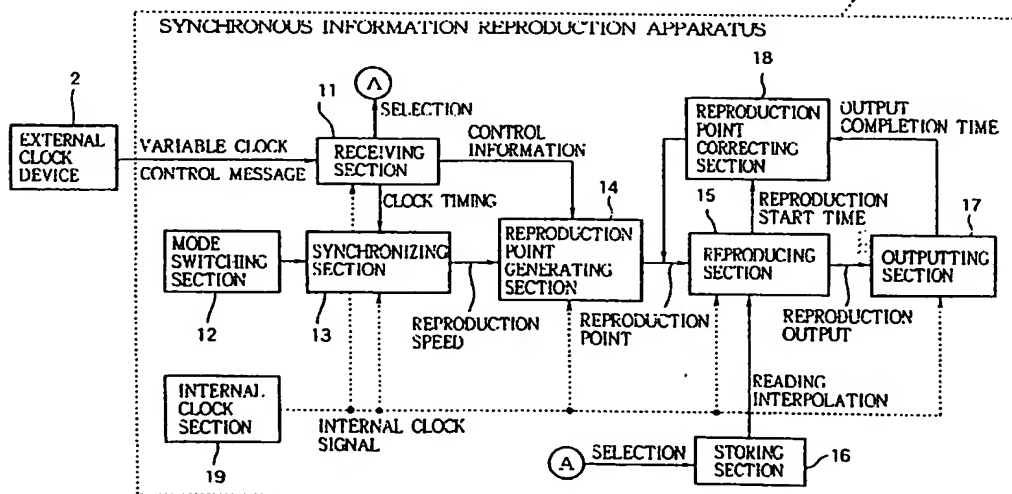 SYNCHRONOUS INFORMATION REPRODUCTION APPARATUS
2
EXTERNAL
CLOCK
DEVICE
VARIABLE CLOCK
CONTROL MESSAGE
A
SELECTION
11
RECEIVING
SECTION
CONTROL
INFORMATION
CLOCK TIMING
18
REPRODUCTION
POINT
CORRECTING
SECTION
OUTPUT
COMPLETION TIME
MODE
SWITCHING
SECTION
12
SYNCHRONIZING
SECTION
13
REPRODUCTION
SPEED
14
REPRODUCTION
POINT
GENERATING
SECTION
REPRODUCTION
POINT
15
REPRODUCING
SECTION
REPRODUCTION
START TIME
REPRODUCTION
OUTPUT
17
OUTPUTTING
SECTION
INTERNAL
CLOCK
SECTION
19
INTERNAL CLOCK
SIGNAL
READING
INTERPOLATION
A
SELECTION
STORING
SECTION
16